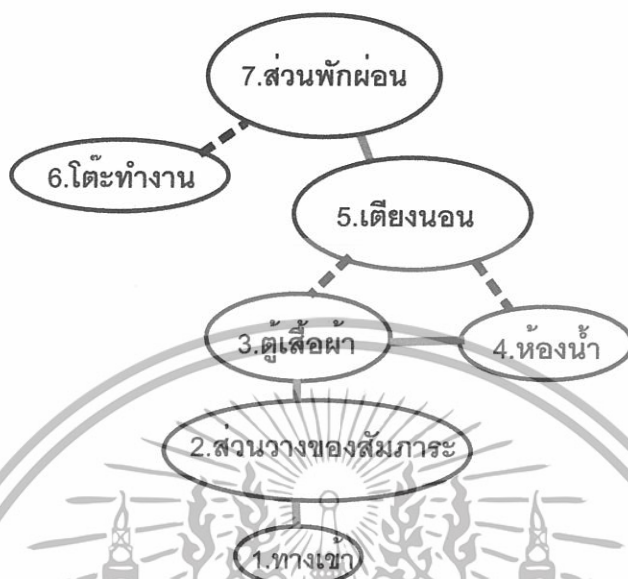 7.ส่วนพักผ่อน
6.โต๊ะทำงาน
5.เตียงนอน
3.ตู้เสื้อผ้า
4.ห้องน้ำ
2.ส่วนวางของสัมภาระ
1.ทางเข้า